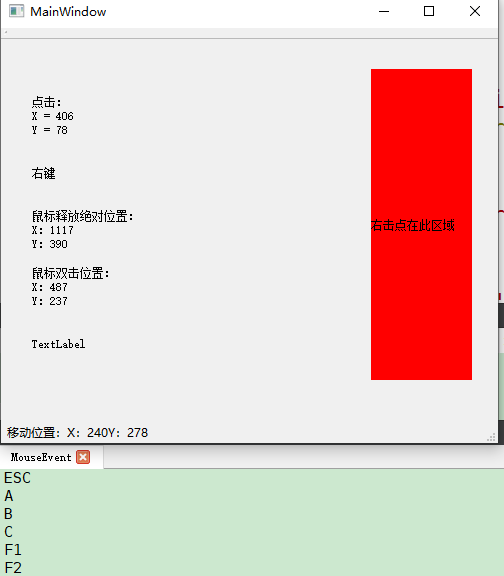 MainWindow
点击：
X = 406
Y = 78
右键
鼠标释放绝对位置：
X: 1117
Y: 390
鼠标双击位置：
X: 487
Y: 237
TextLabel
右击点在此区域
移动位置：X：240Y：278
MouseEvent
ESC
A
B
C
F1
F2